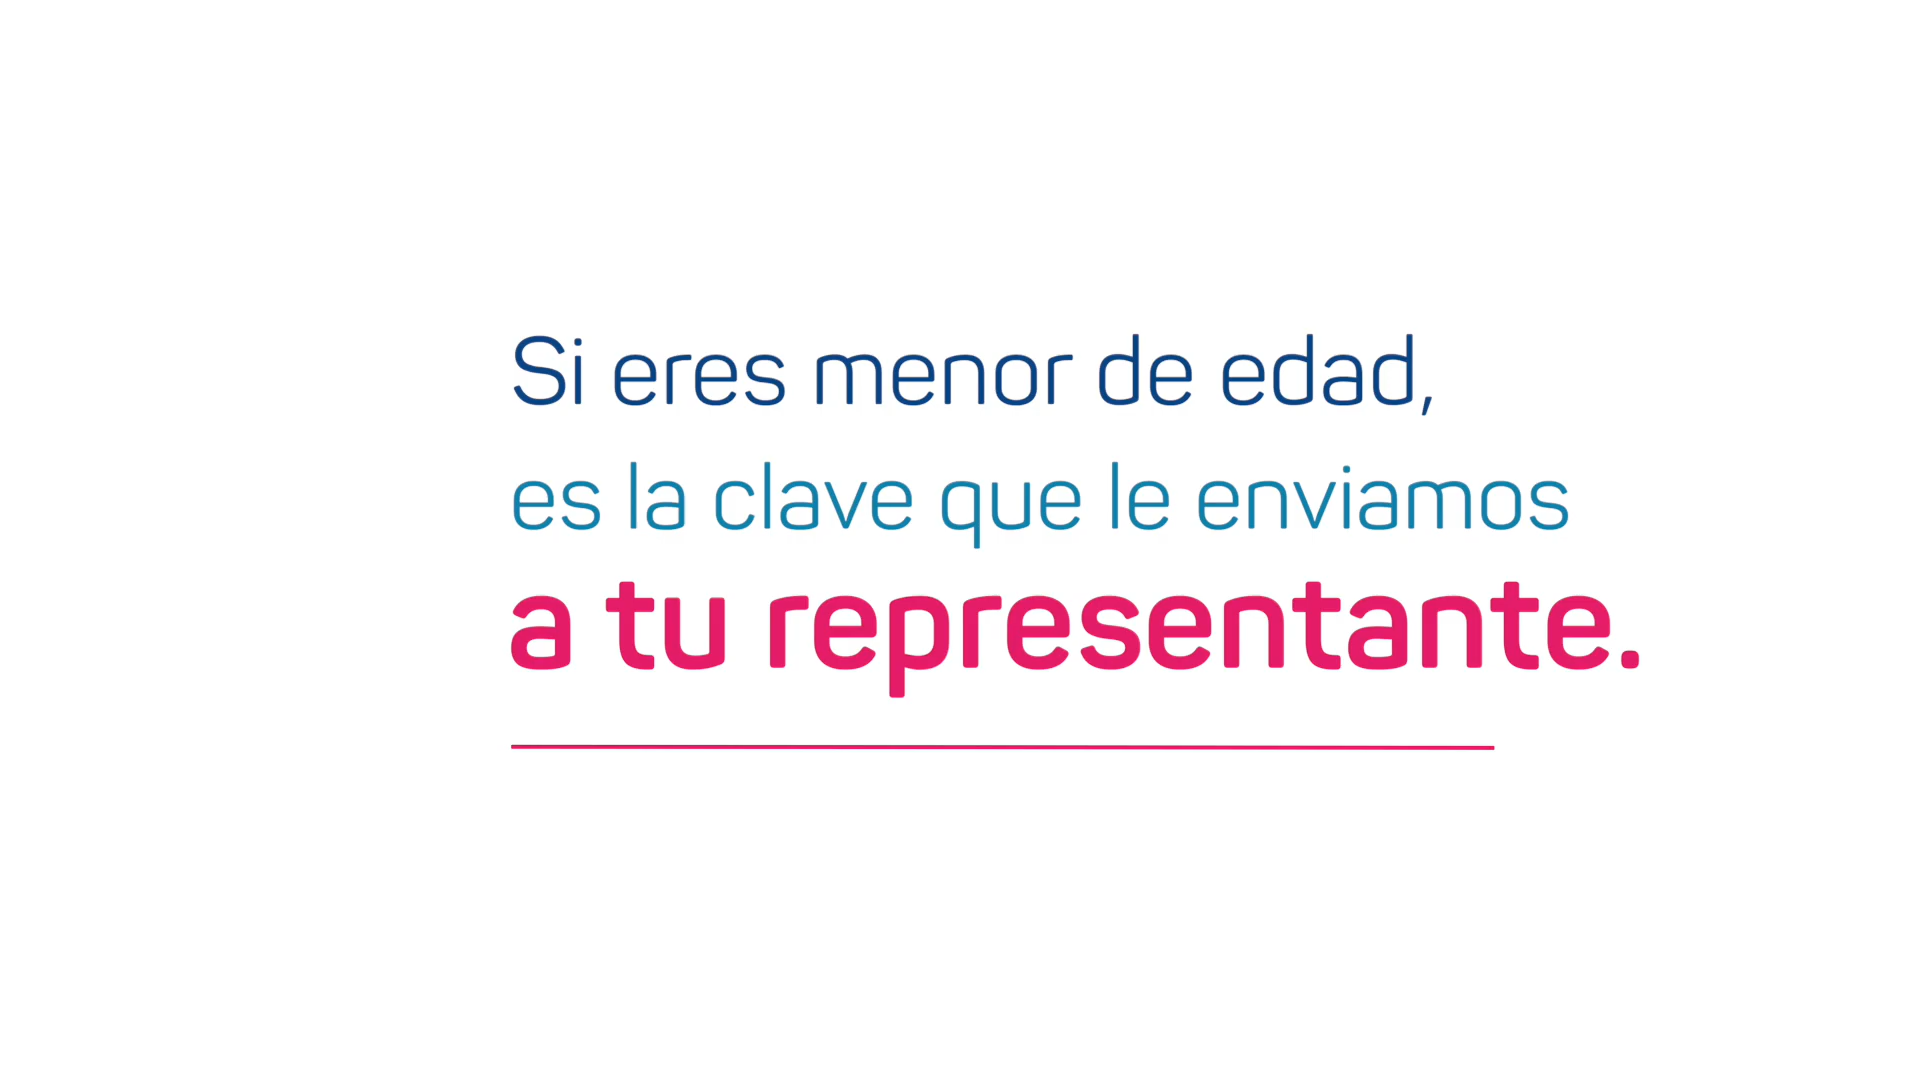 Si eres menor de edad,
es la clave que le enviamos
a tu representante.